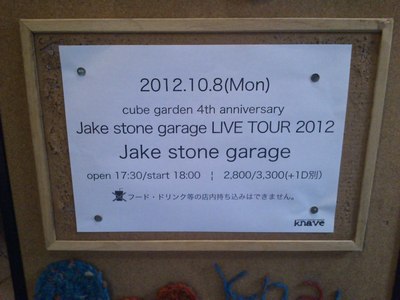 2012.10.8(Mon)
cube garden 4th anniversary
Jake stone garage LIVE TOUR 2012
Jake stone garage
open 17:30/start 18:00 ¦ 2,800/3,300(+1D別)
フード・ドリンク等の店内持ち込みはできません。
knave